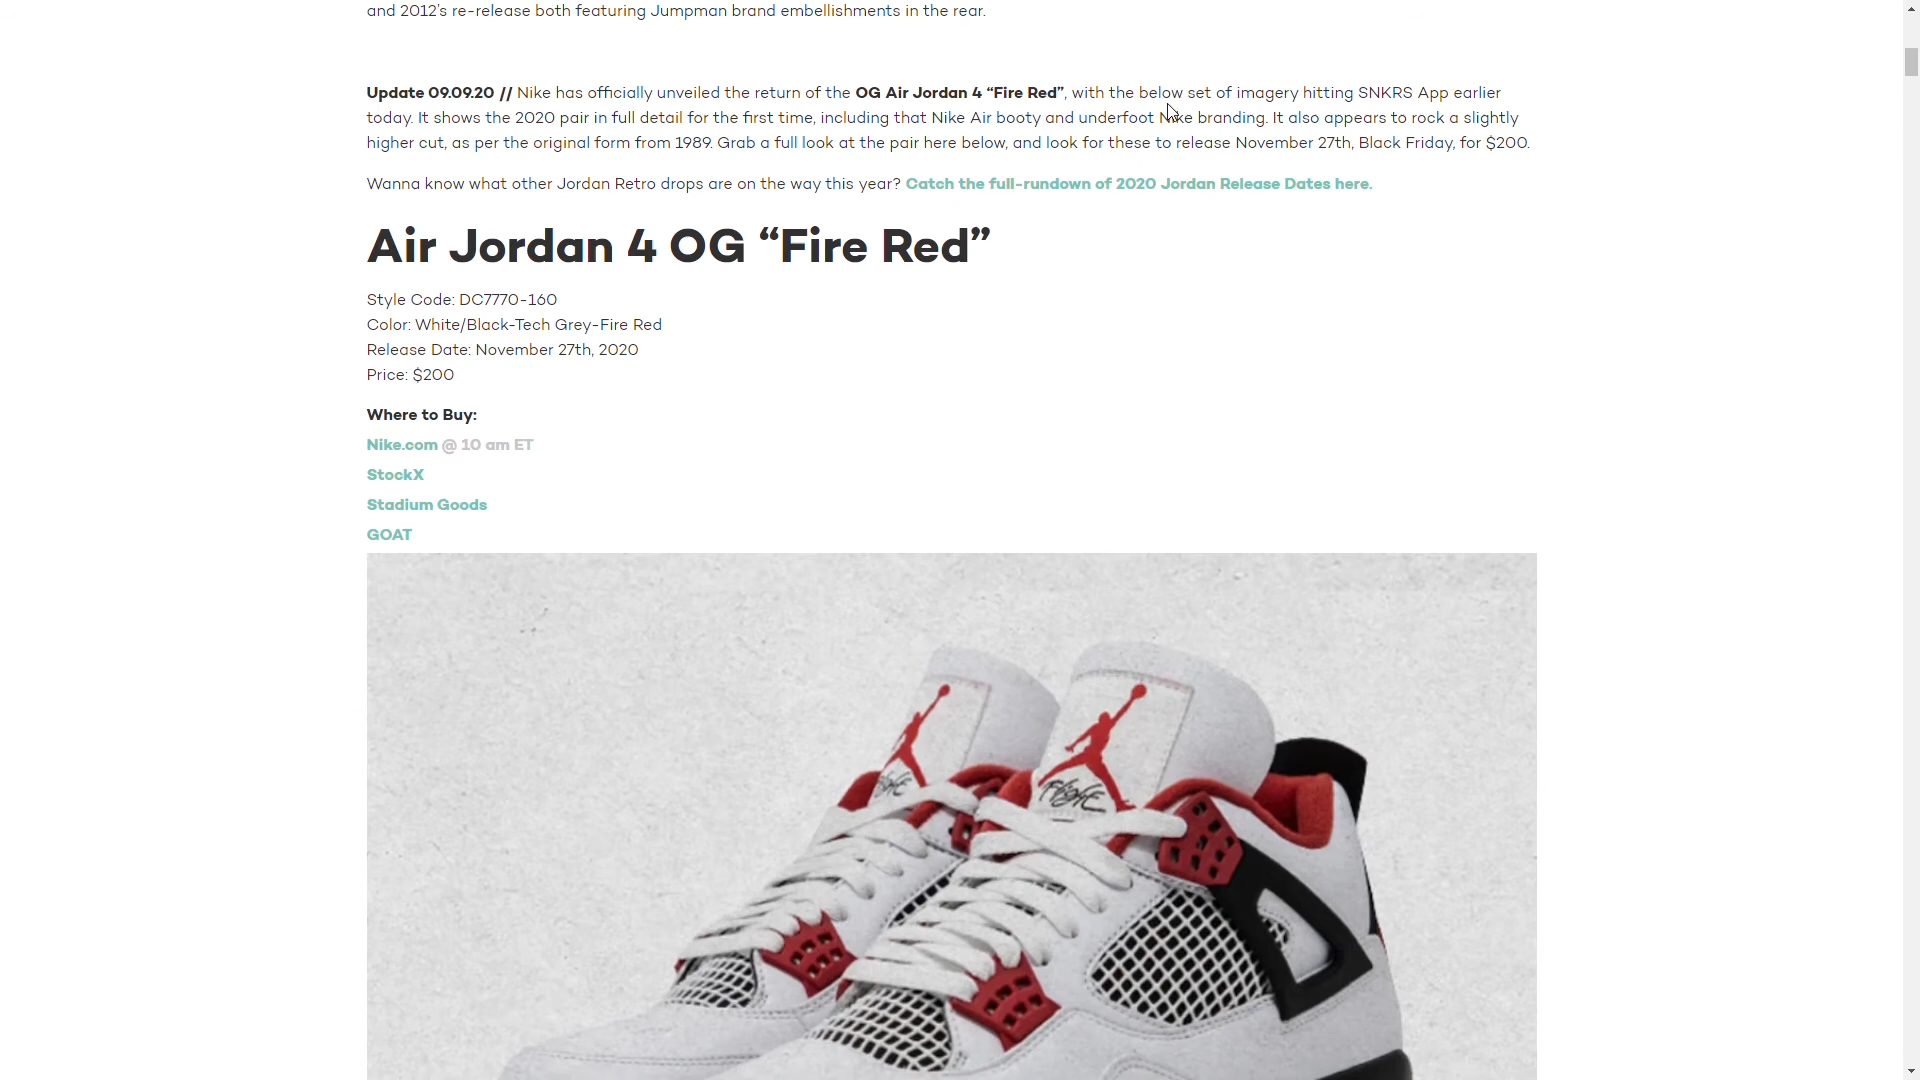 and 2012’s re-release both featuring Jumpman brand embellishments in the rear.
Update 09.09.20 // Nike has officially unveiled the return of the OG Air Jordan 4 “Fire Red”, with the below set of imagery hitting SNKRS App earlier
today. It shows the 2020 pair in full detail for the first time, including that Nike Air booty and underfoot Nike branding. It also appears to rock a slightly
higher cut, as per the original form from 1989. Grab a full look at the pair here below, and look for these to release November 27th, Black Friday, for $200.
Wanna know what other Jordan Retro drops are on the way this year? Catch the full-rundown of 2020 Jordan Release Dates here.
Air Jordan 4 OG “Fire Red”
Style Code: DC7770-160
Color: White/Black-Tech Grey-Fire Red
Release Date: November 27th, 2020
Price: $200
Where to Buy:
Nike.com @ 10 am ET
StockX
Stadium Goods
GOAT
Flight
Flight